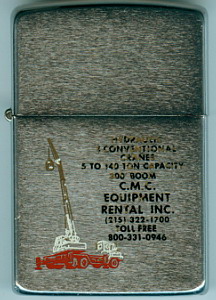 HYDRAULIC
& CONVENTIONAL
CRANES
5 TO 140 TON CAPACITY
300' BOOM
C.M.C.
EQUIPMENT
RENTAL INC.
(215) 322-1700
TOLL FREE
800-331-0946